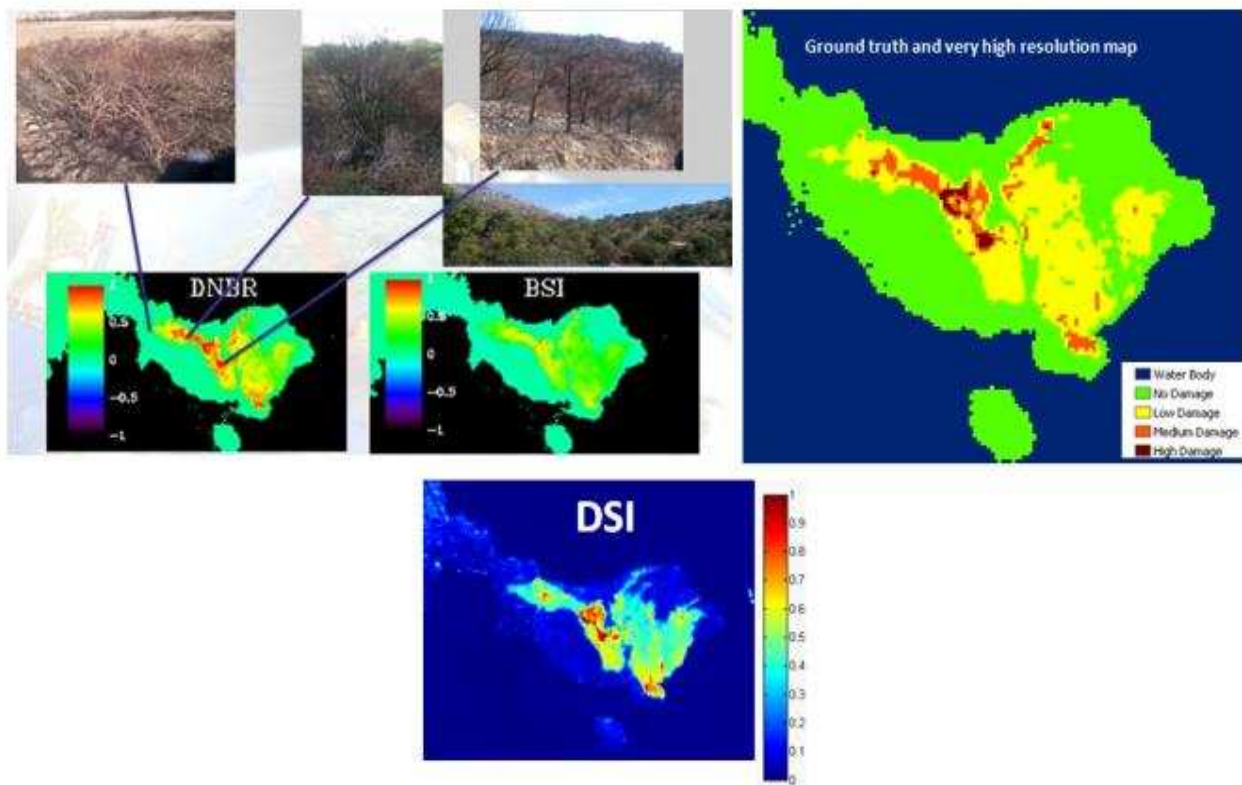 Ground truth and very high resolution map
DNBR
1
0.5
0
−0.5
−1
BSI
1
0.5
0
−0.5
−1
Water Body
No Damage
Low Damage
Medium Damage
High Damage
DSI
1
0.9
0.8
0.7
0.6
0.5
0.4
0.3
0.2
0.1
0